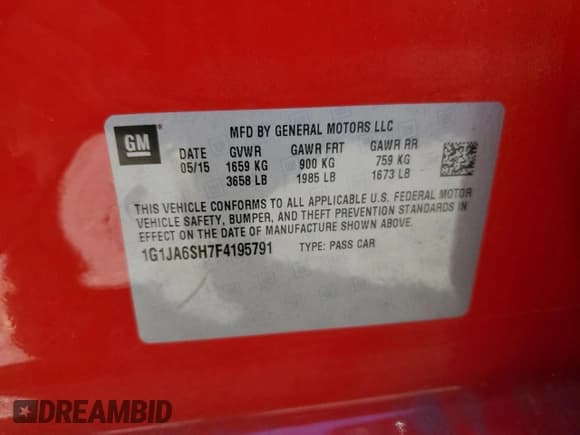 GM
MFD BY GENERAL MOTORS LLC
05/15
GVWR
1659 KG
3658 LB
GAWR FRT
900 KG
1985 LB
GAWR RR
759 KG
1673 LB
THIS VEHICLE CONFORMS TO ALL APPLICABLE U.S. FEDERAL MOTOR
VEHICLE SAFETY, BUMPER, AND THEFT PREVENTION STANDARDS IN
EFFECT ON THE DATE OF MANUFACTURE SHOWN ABOVE.
1G1JA6SH7F4195791 TYPE: PASS CAR
DREAMBID